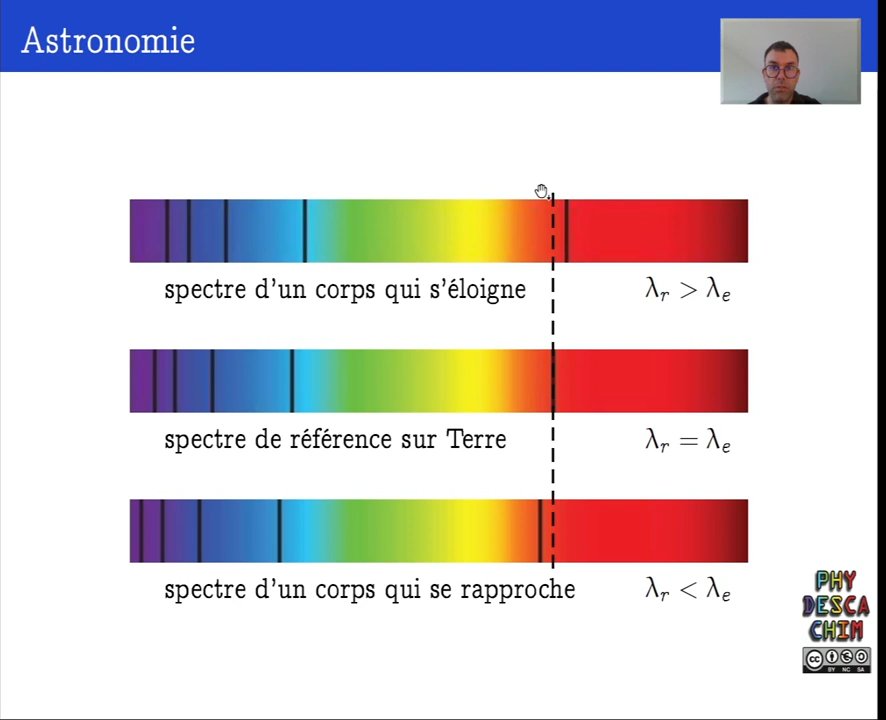 Astronomie
spectre d'un corps qui s'éloigne λr > λe
spectre de référence sur Terre λr = λe
spectre d'un corps qui se rapproche λr < λe
PHY
DESCA
CHIM
cc
BY NC SA